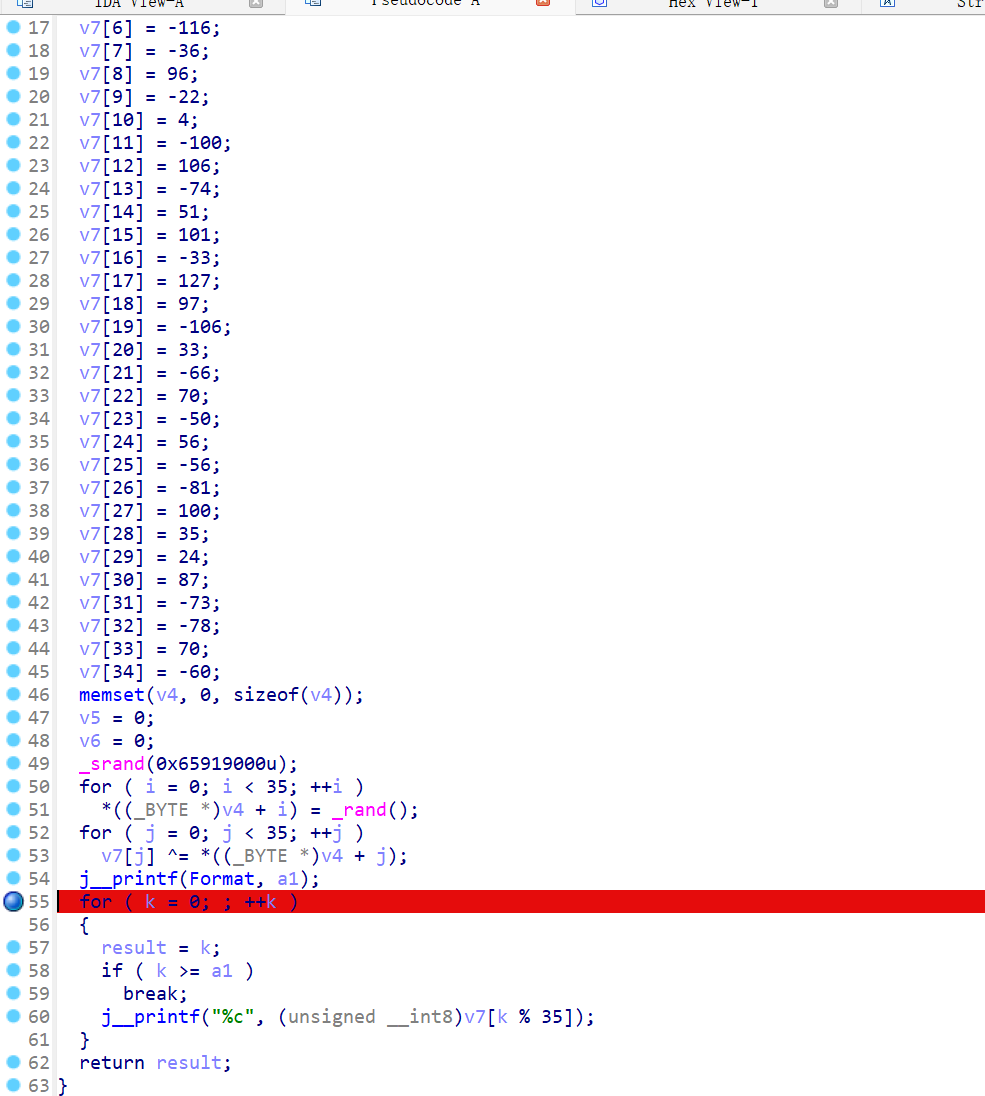 IDA View-A Pseudocode A Hex View-1 Str
17 v7[6] = -116;
18 v7[7] = -36;
19 v7[8] = 96;
20 v7[9] = -22;
21 v7[10] = 4;
22 v7[11] = -100;
23 v7[12] = 106;
24 v7[13] = -74;
25 v7[14] = 51;
26 v7[15] = 101;
27 v7[16] = -33;
28 v7[17] = 127;
29 v7[18] = 97;
30 v7[19] = -106;
31 v7[20] = 33;
32 v7[21] = -66;
33 v7[22] = 70;
34 v7[23] = -50;
35 v7[24] = 56;
36 v7[25] = -56;
37 v7[26] = -81;
38 v7[27] = 100;
39 v7[28] = 35;
40 v7[29] = 24;
41 v7[30] = 87;
42 v7[31] = -73;
43 v7[32] = -78;
44 v7[33] = 70;
45 v7[34] = -60;
46 memset(v4, 0, sizeof(v4));
47 v5 = 0;
48 v6 = 0;
49 _srand(0x65919000u);
50 for ( i = 0; i < 35; ++i )
51 *((_BYTE *)v4 + i) = _rand();
52 for ( j = 0; j < 35; ++j )
53 v7[j] ^= *((_BYTE *)v4 + j);
54 j__printf(Format, a1);
55 for ( k = 0; ; ++k )
56 {
57 result = k;
58 if ( k >= a1 )
59 break;
60 j__printf("%c", (unsigned __int8)v7[k % 35]);
61 }
62 return result;
63 }